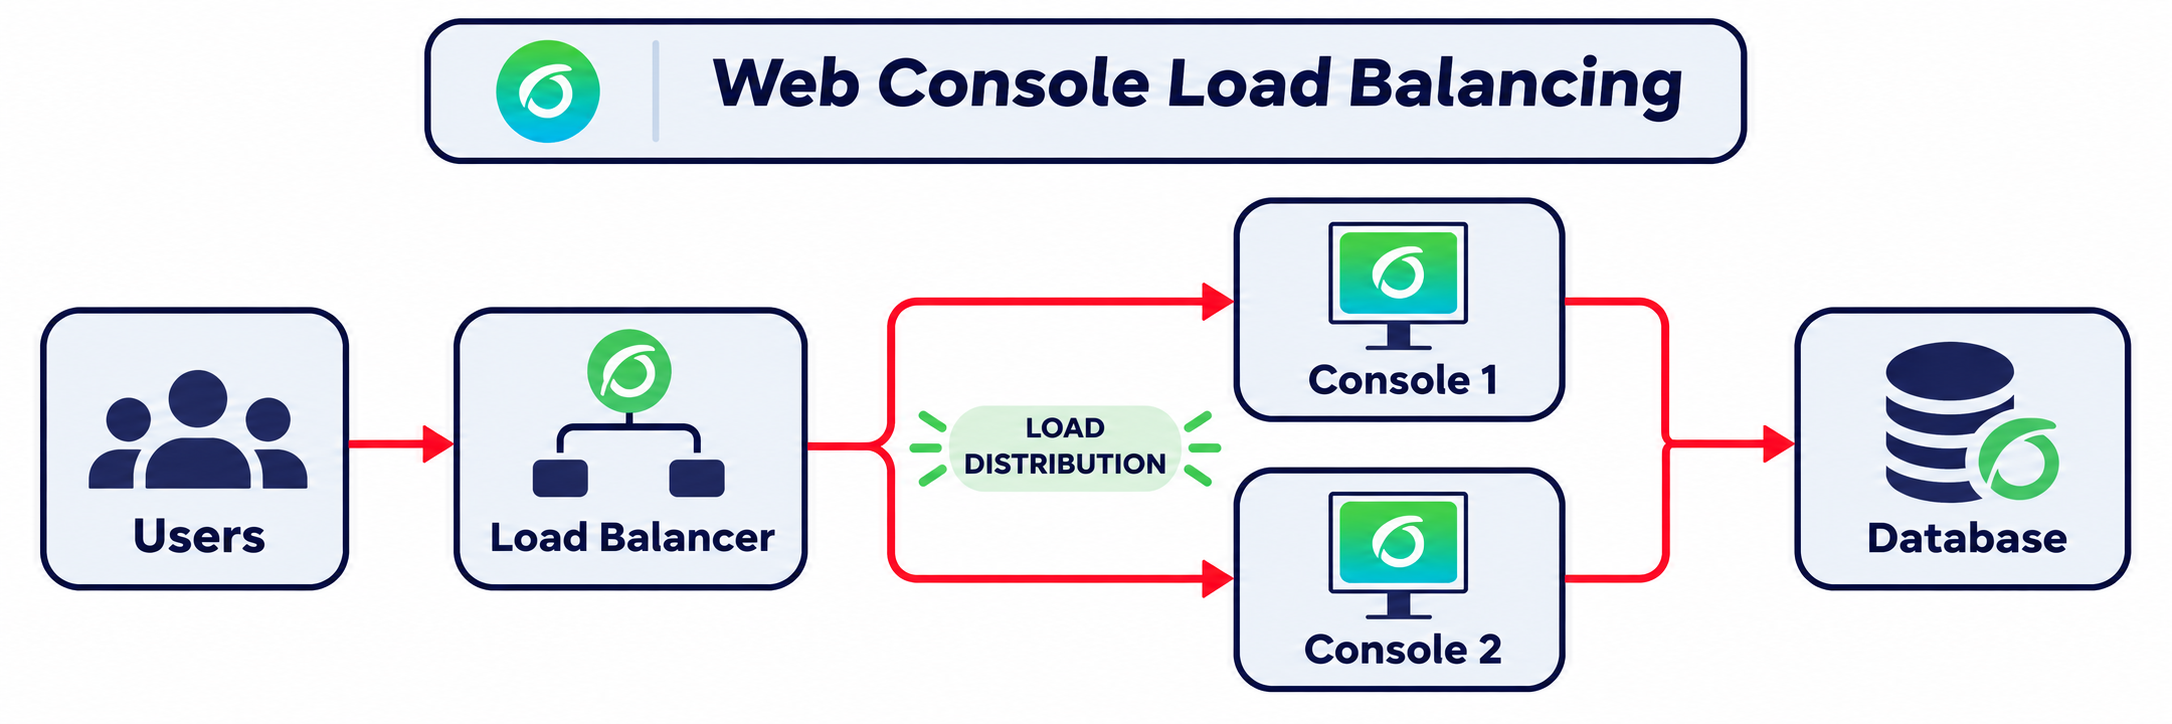 Web Console Load Balancing
Users
Load Balancer
LOAD
DISTRIBUTION
Console 1
Console 2
Database